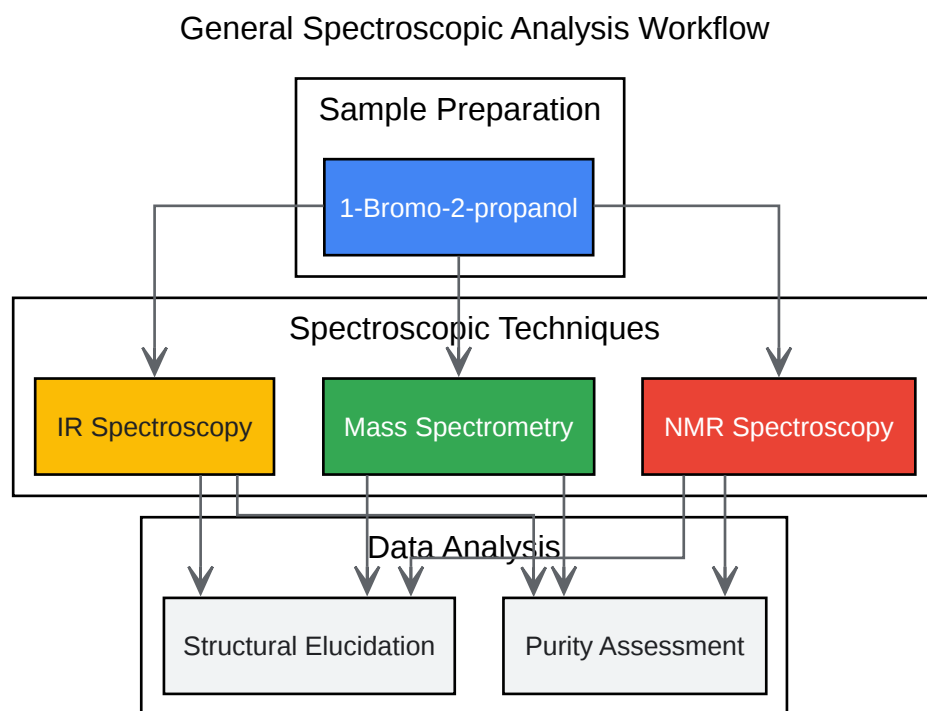 General Spectroscopic Analysis Workflow
Sample Preparation
1-Bromo-2-propanol
Spectroscopic Techniques
IR Spectroscopy
Mass Spectrometry
NMR Spectroscopy
Data Analysis
Structural Elucidation
Purity Assessment